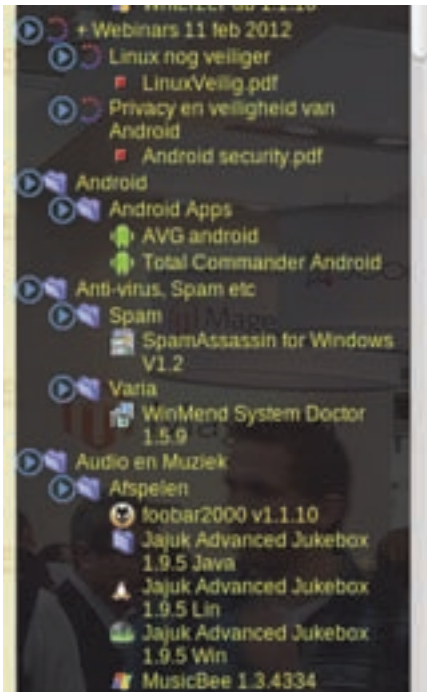 + Webinars 11 feb 2012
Linux nog veiliger
LinuxVeilig.pdf
Privacy en veiligheid van
Android
Android security.pdf
Android
Android Apps
AVG android
Total Commander Android
Anti-virus, Spam etc
Spam
SpamAssassin for Windows
V1.2
Varia
WinMend System Doctor
1.5.9
Audio en Muziek
Afspelen
foobar2000 v1.1.10
Jajuk Advanced Jukebox
1.9.5 Java
Jajuk Advanced Jukebox
1.9.5 Lin
Jajuk Advanced Jukebox
1.9.5 Win
MusicBee 1.3.4334